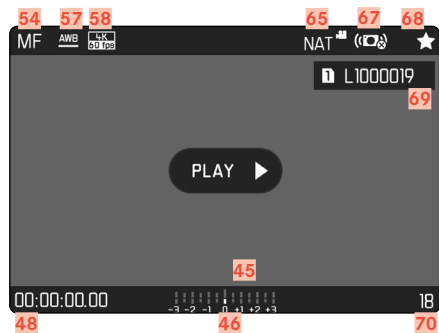 54 57 58 65 67 68
MF AWB 4K 60 fps NAT
1 L1000019
69
PLAY
45
00:00:00.00 -3 -2 -1 0 +1 +2 +3 18
48 46 70